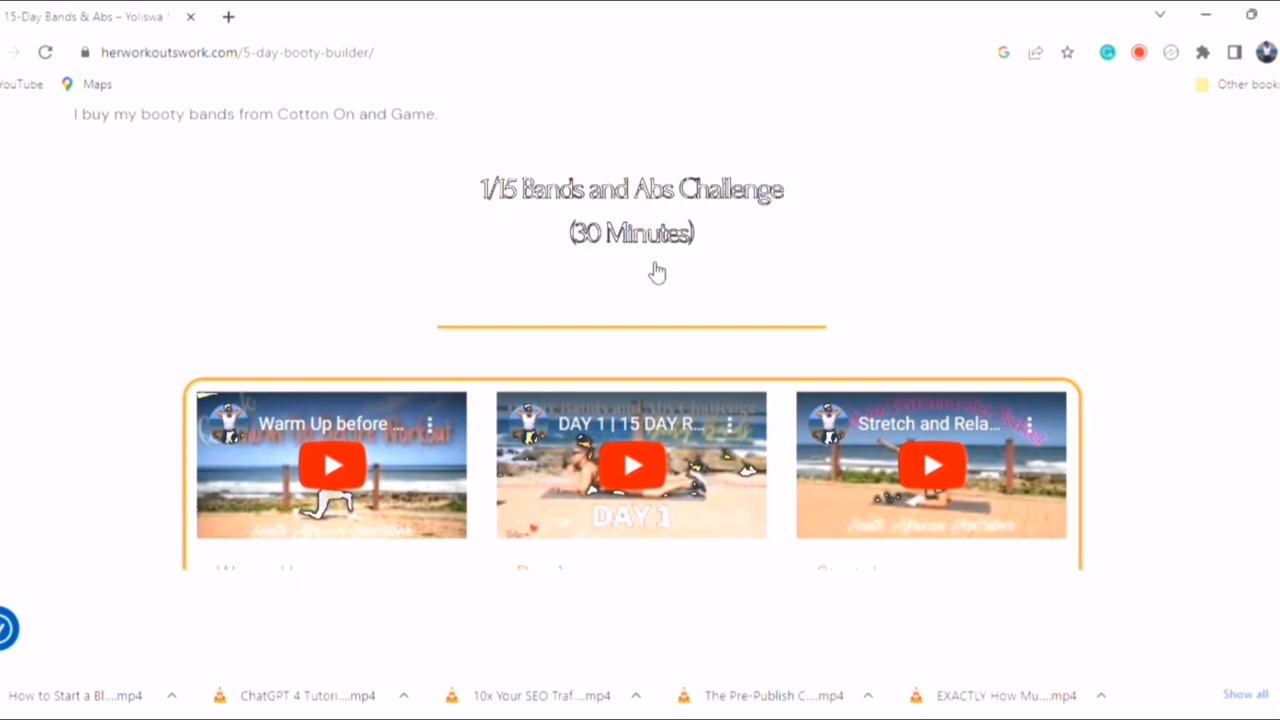 15-Day Bands & Abs – Yoliswa
herworkoutswork.com/5-day-booty-builder/
YouTube
Maps
Other book
I buy my booty bands from Cotton On and Game.
1/15 Bands and Abs Challenge
(30 Minutes)
Warm Up before ...
DAY 1 | 15 DAY R...
Stretch and Rela...
DAY 1
How to Start a Bl....mp4
ChatGPT 4 Tutori....mp4
10x Your SEO Traf....mp4
The Pre-Publish C....mp4
EXACTLY How Mu....mp4
Show all